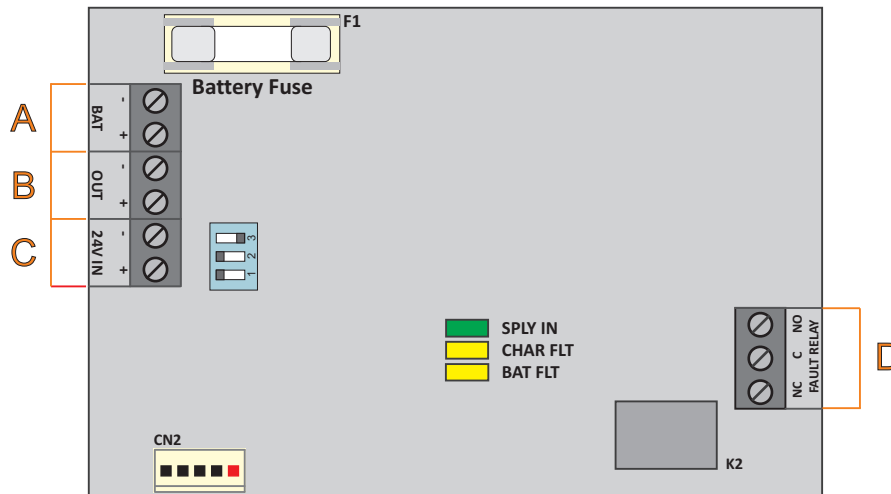 F1
Battery Fuse
A
BAT
-
+
B
OUT
-
+
C
24V IN
-
+
3
2
1
SPLY IN
CHAR FLT
BAT FLT
NO
C
NC
FAULT RELAY
D
CN2
K2